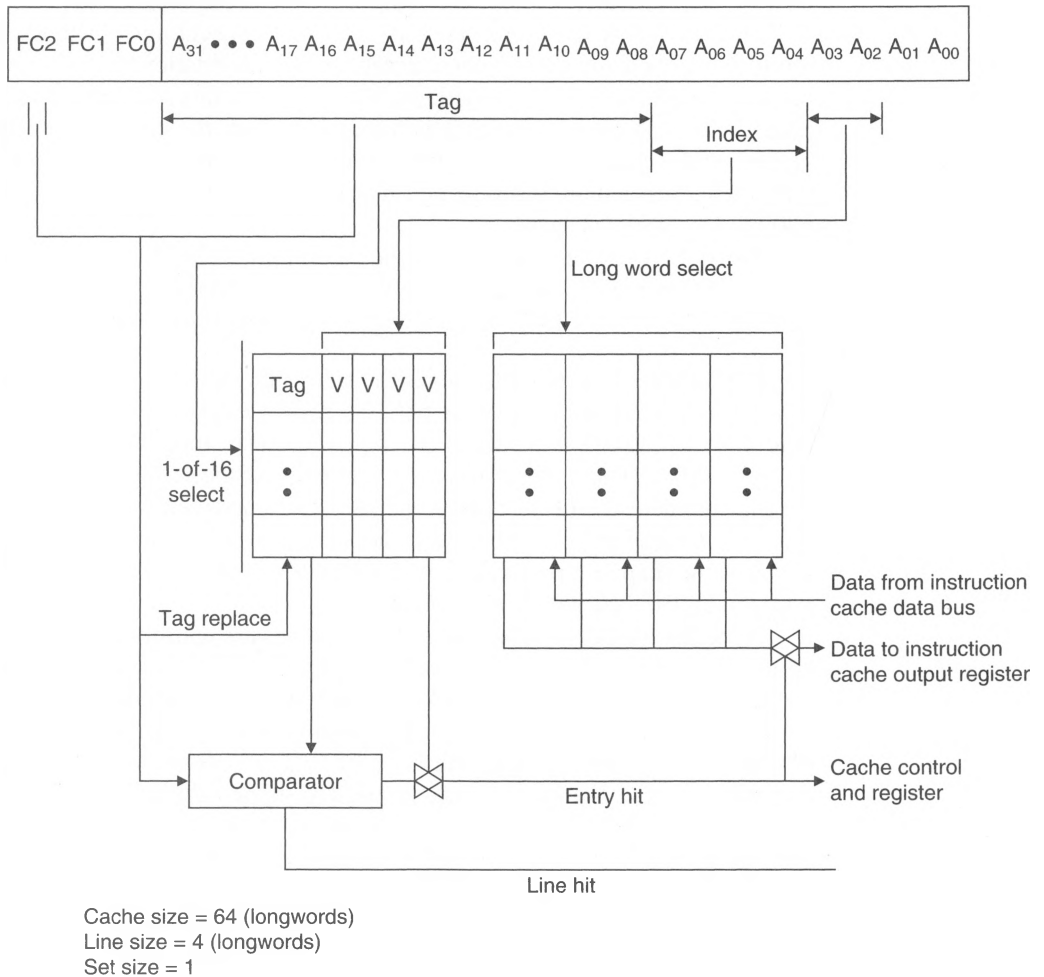 FC2 FC1 FC0 A31 ••• A17 A16 A15 A14 A13 A12 A11 A10 A09 A08 A07 A06 A05 A04 A03 A02 A01 A00
Tag
Index
Long word select
Tag V V V V
1-of-16
select
Data from instruction
cache data bus
Tag replace
Data to instruction
cache output register
Comparator
Cache control
and register
Entry hit
Line hit
Cache size = 64 (longwords)
Line size = 4 (longwords)
Set size = 1